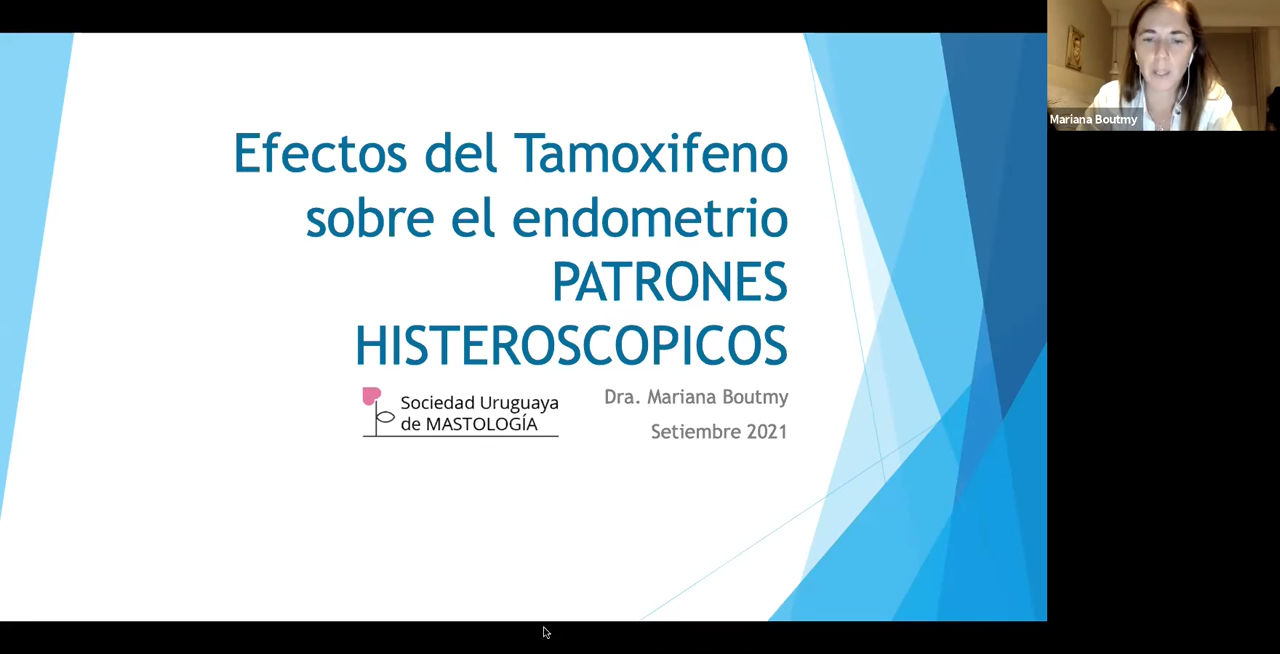 Efectos del Tamoxifeno
sobre el endometrio
PATRONES
HISTEROSCOPICOS
Sociedad Uruguaya
de MASTOLOGÍA
Dra. Mariana Boutmy
Setiembre 2021
Mariana Boutmy